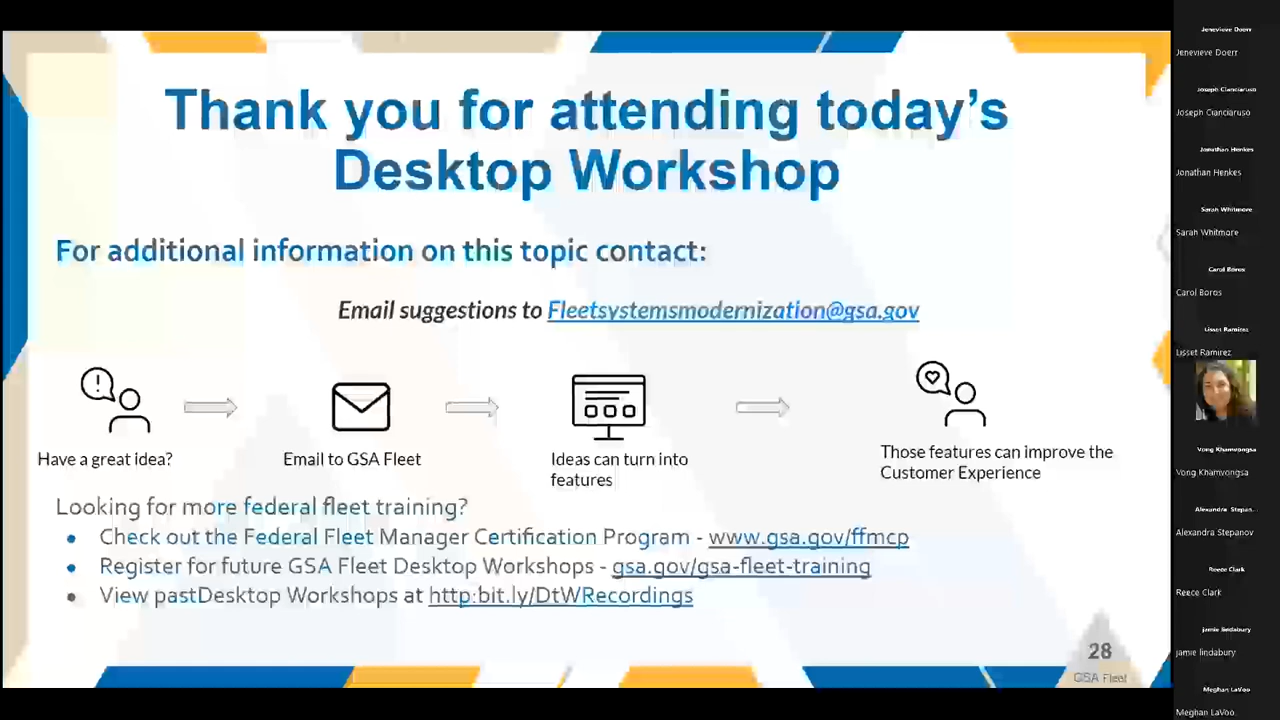 Thank you for attending today's
Desktop Workshop
For additional information on this topic contact:
Email suggestions to Fleetsystemsmodernization@gsa.gov
Have a great idea?
Email to GSA Fleet
Ideas can turn into
features
Those features can improve the
Customer Experience
Looking for more federal fleet training?
• Check out the Federal Fleet Manager Certification Program - www.gsa.gov/ffmcp
• Register for future GSA Fleet Desktop Workshops - gsa.gov/gsa-fleet-training
• View pastDesktop Workshops at http:bit.ly/DtWRecordings
28
GSA Fleet
Jenevieve Doerr
Jenevieve Doerr
Joseph Cianciaruso
Joseph Cianciaruso
Jonathan Henkes
Jonathan Henkes
Sarah Whitmore
Sarah Whitmore
Carol Boros
Carol Boros
Lisset Ramirez
Lisset Ramirez
Vong Khamvongsa
Vong Khamvongsa
Alexandra Stepan...
Alexandra Stepanov
Reece Clark
Reece Clark
jamie lindabury
jamie lindabury
Meghan LaVoo
Meghan LaVoo